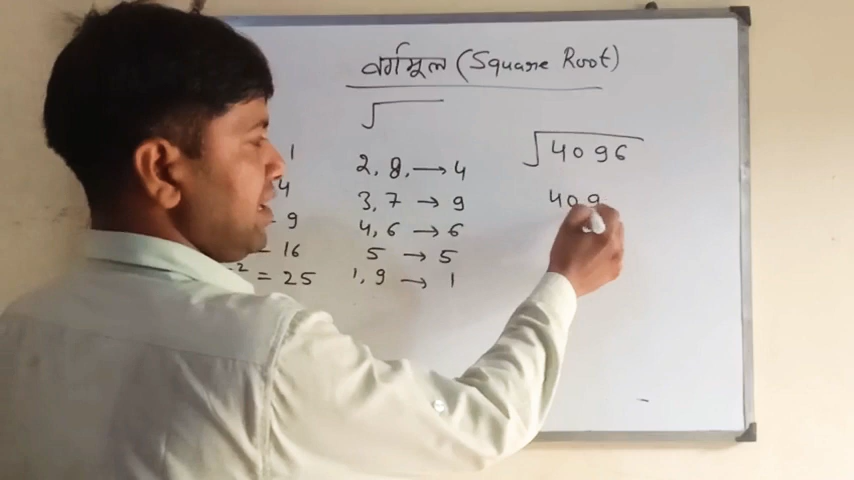 वर्गमूल (Square Root)
√
1
4
9
= 16
2 = 25
2, 8, → 4
3, 7 → 9
4, 6 → 6
5 → 5
1, 9 → 1
√4096
409